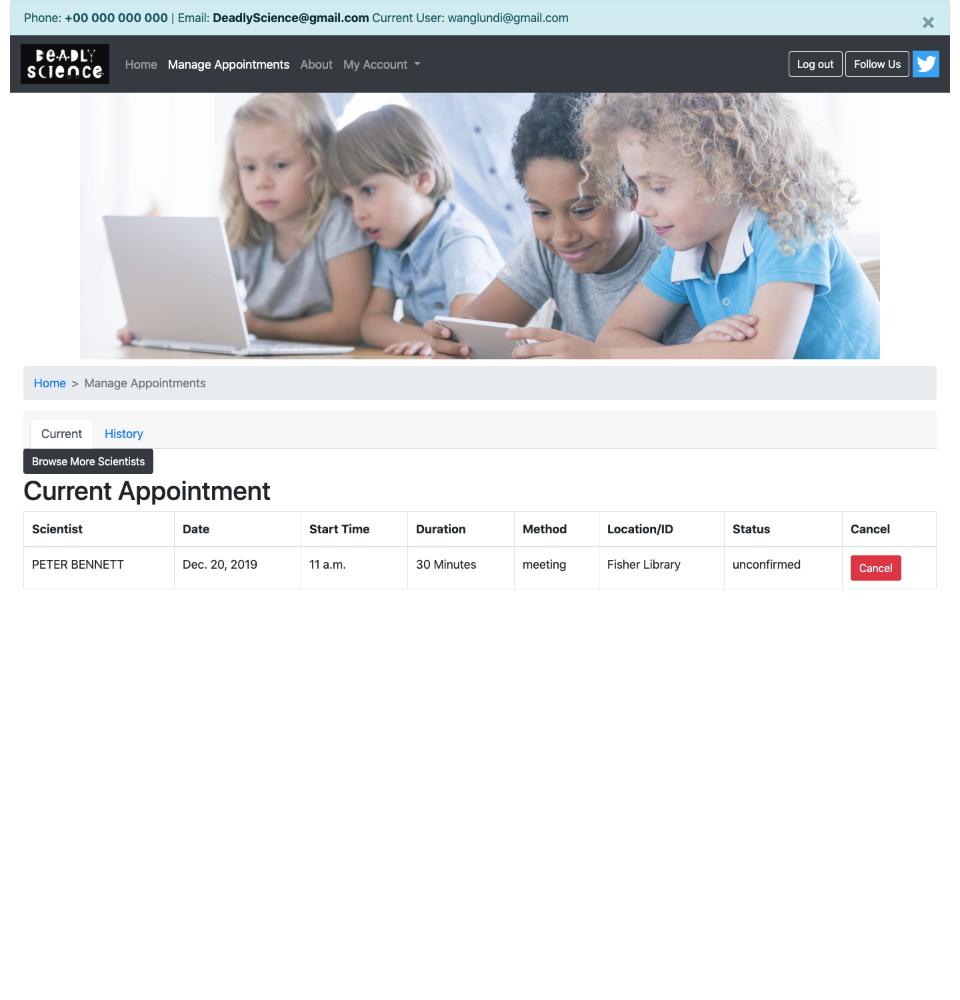 Phone: +00 000 000 000 | Email: DeadlyScience@gmail.com Current User: wanglundi@gmail.com ×
DEADLY
science
Home Manage Appointments About My Account
Log out Follow Us
Home > Manage Appointments
Current History
Browse More Scientists
Current Appointment
Scientist Date Start Time Duration Method Location/ID Status Cancel
PETER BENNETT Dec. 20, 2019 11 a.m. 30 Minutes meeting Fisher Library unconfirmed Cancel